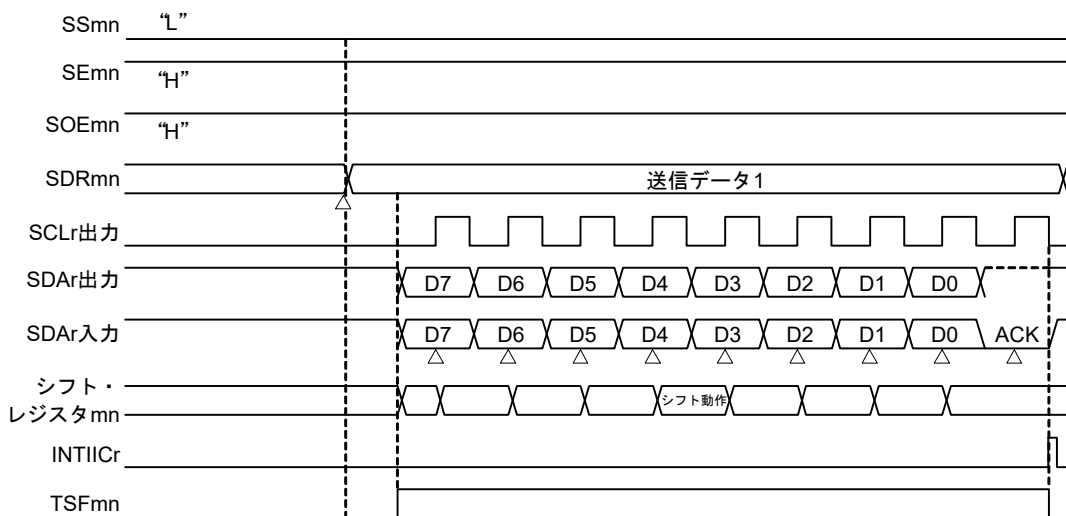 SSmn “L”
SEmn “H”
SOEmn “H”
SDRmn 送信データ1
SCLr出力
SDAr出力 D7 D6 D5 D4 D3 D2 D1 D0
SDAr入力 D7 D6 D5 D4 D3 D2 D1 D0 ACK
シフト・
レジスタmn シフト動作
INTIICr
TSFmn